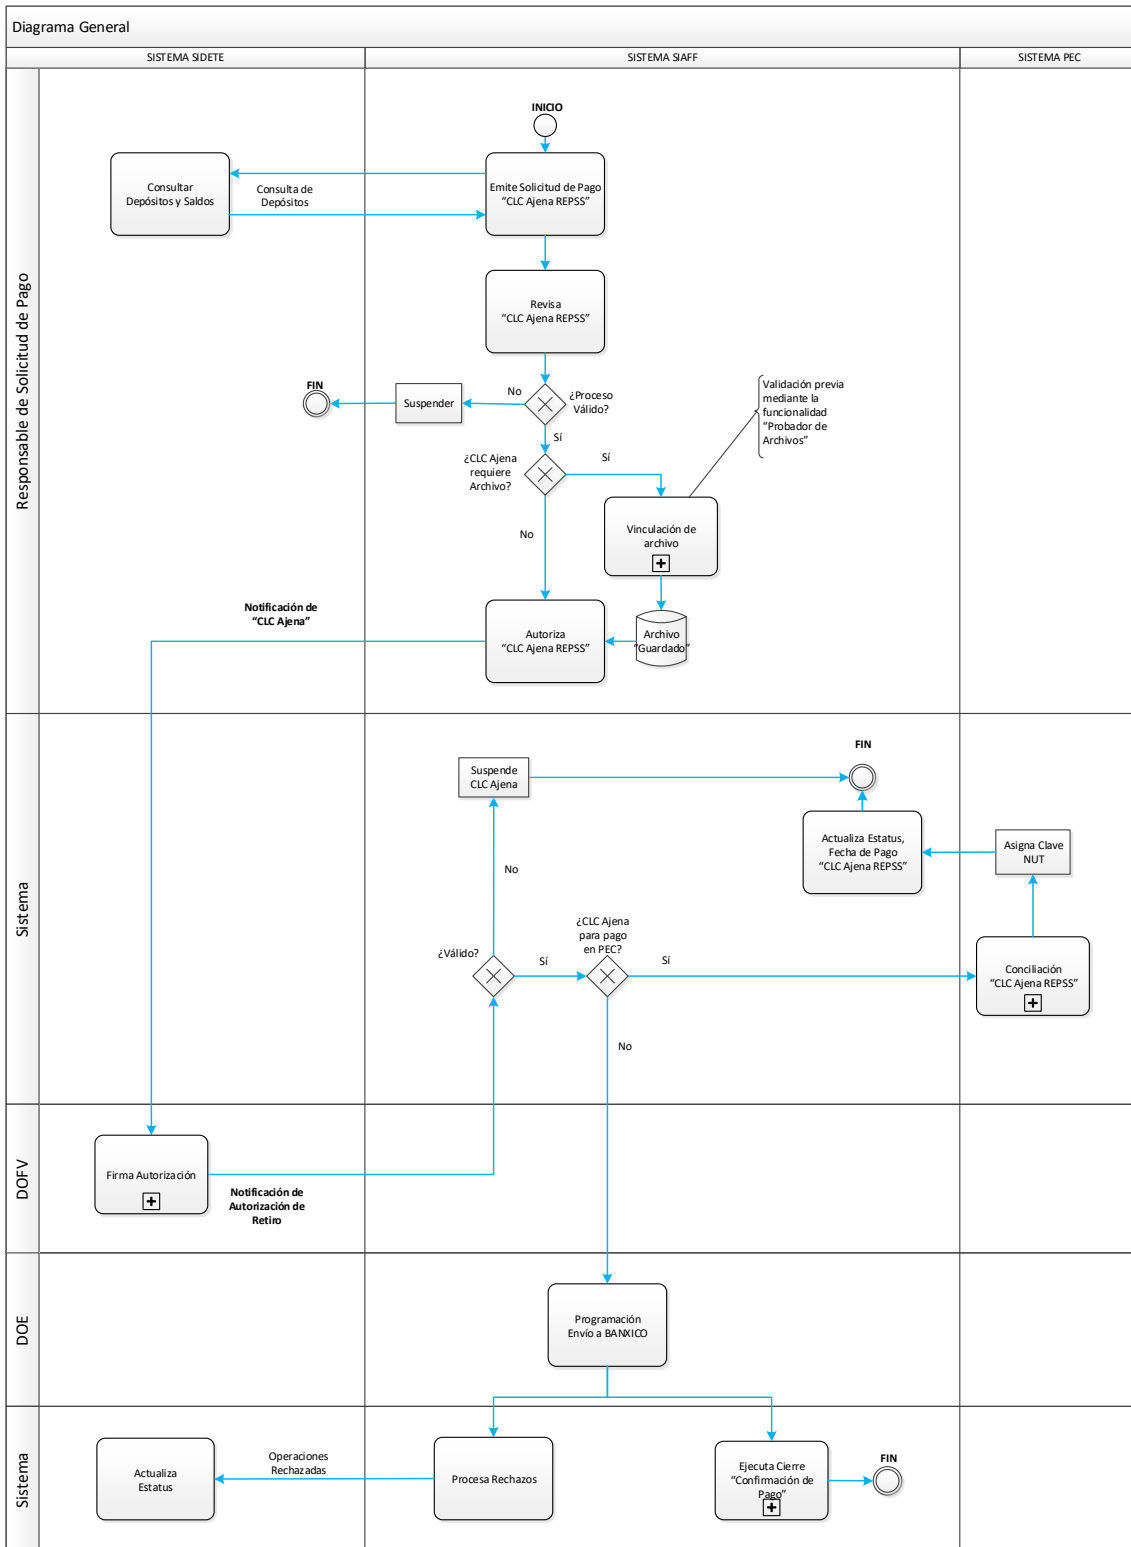 Diagrama General
SISTEMA SIDETE
SISTEMA SIAFF
SISTEMA PEC
Responsable de Solicitud de Pago
INICIO
Consultar
Depósitos y Saldos
Consulta de
Depósitos
Emite Solicitud de Pago
“CLC Ajena REPSS”
Revisa
“CLC Ajena REPSS”
FIN
Suspender
No
¿Proceso
Válido?
Sí
Validación previa
mediante la
funcionalidad
“Probador de
Archivos”
¿CLC Ajena
requiere
Archivo?
Sí
No
Vinculación de
archivo
Notificación de
“CLC Ajena”
Autoriza
“CLC Ajena REPSS”
Archivo
“Guardado”
Sistema
Suspende
CLC Ajena
FIN
Actualiza Estatus,
Fecha de Pago
“CLC Ajena REPSS”
Asigna Clave
NUT
No
¿Válido?
Sí
¿CLC Ajena
para pago
en PEC?
Sí
Conciliación
“CLC Ajena REPSS”
No
DOFV
Firma Autorización
Notificación de
Autorización de
Retiro
DOE
Programación
Envío a BANXICO
Sistema
Actualiza
Estatus
Operaciones
Rechazadas
Procesa Rechazos
Ejecuta Cierre
“Confirmación de
Pago”
FIN